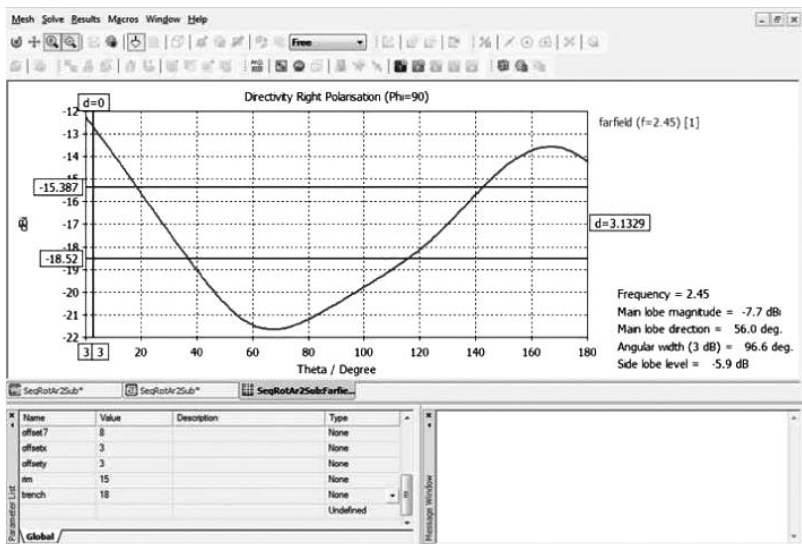 Mesh Solve Results Macros Window Help
Free
Directivity Right Polarisation (Phi=90)
d=0
farfield (f=2.45) [1]
-12
-13
-14
-15.387
-16
-17
-18
-18.52
-19
-20
-21
-22
dBi
d=3.1329
3 3 20 40 60 80 100 120 140 160 180
Theta / Degree
Frequency = 2.45
Main lobe magnitude = -7.7 dBi
Main lobe direction = 56.0 deg.
Angular width (3 dB) = 96.6 deg.
Side lobe level = -5.9 dB
SeqRotAr2Sub* SeqRotAr2Sub* SeqRotAr2Sub:Farfie...
Name Value Description Type
offset7 8 None
offsetx 3 None
offsety 3 None
rim 15 None
trench 18 None
Undefined
Global
Parameter List
Message Window